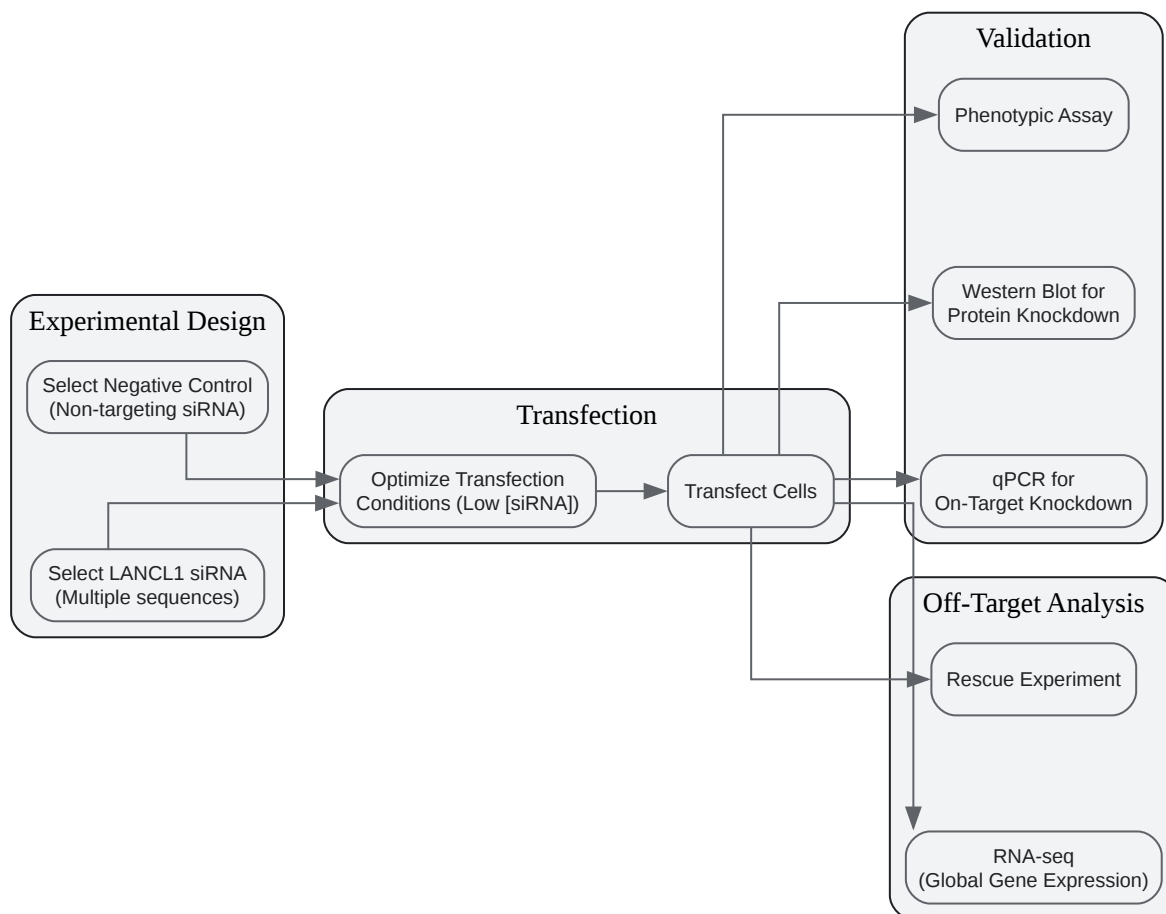 Experimental Design
Select Negative Control
(Non-targeting siRNA)
Select LANCL1 siRNA
(Multiple sequences)
Transfection
Optimize Transfection
Conditions (Low [siRNA])
Transfect Cells
Validation
Phenotypic Assay
Western Blot for
Protein Knockdown
qPCR for
On-Target Knockdown
Off-Target Analysis
Rescue Experiment
RNA-seq
(Global Gene Expression)